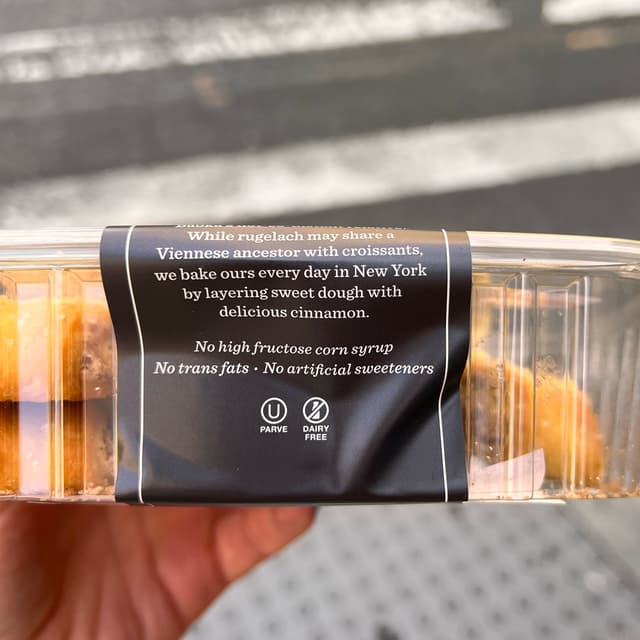 While rugelach may share a
Viennese ancestor with croissants,
we bake ours every day in New York
by layering sweet dough with
delicious cinnamon.
No high fructose corn syrup
No trans fats • No artificial sweeteners
U
PARVE
DAIRY
FREE